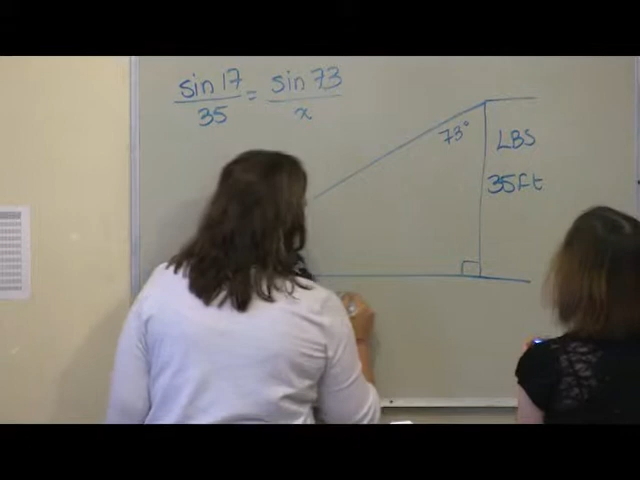 sin 17 = sin 73
35 x
73°
LBS
35ft